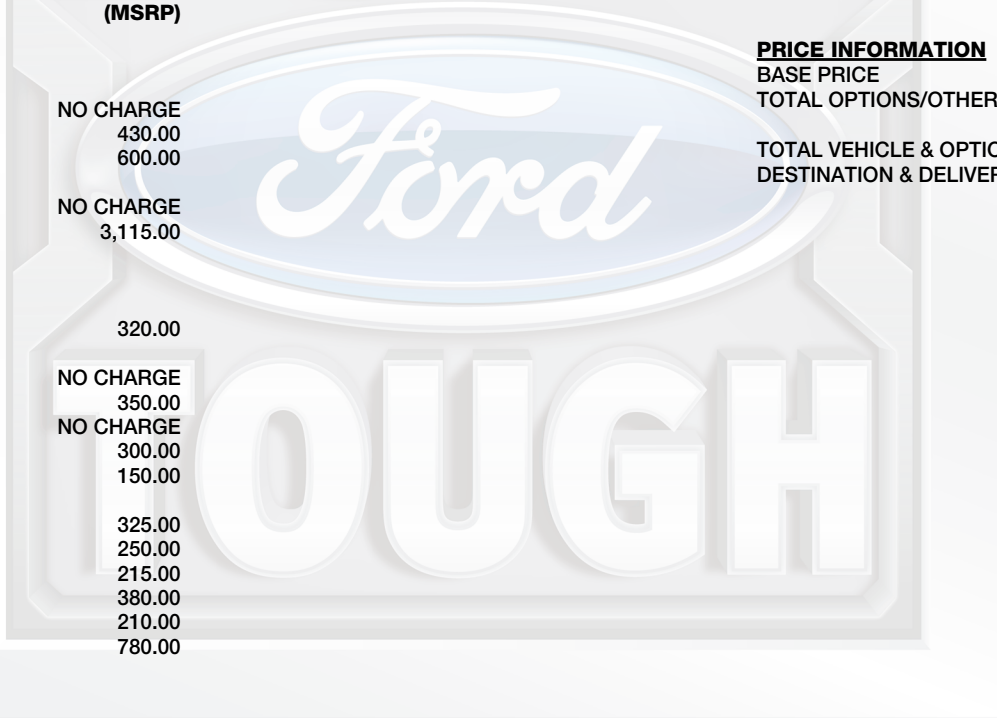 (MSRP)
NO CHARGE
430.00
600.00
NO CHARGE
3,115.00
320.00
NO CHARGE
350.00
NO CHARGE
300.00
150.00
325.00
250.00
215.00
380.00
210.00
780.00
PRICE INFORMATION
BASE PRICE
TOTAL OPTIONS/OTHER
TOTAL VEHICLE & OPTIO
DESTINATION & DELIVER
Ford
TOUGH